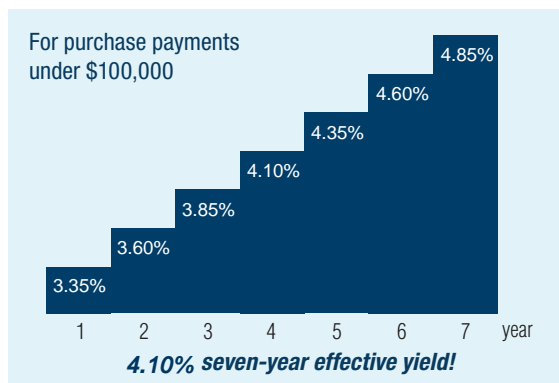 For purchase payments
under $100,000
4.85%
4.60%
4.35%
4.10%
3.85%
3.60%
3.35%
1 2 3 4 5 6 7 year
4.10% seven-year effective yield!